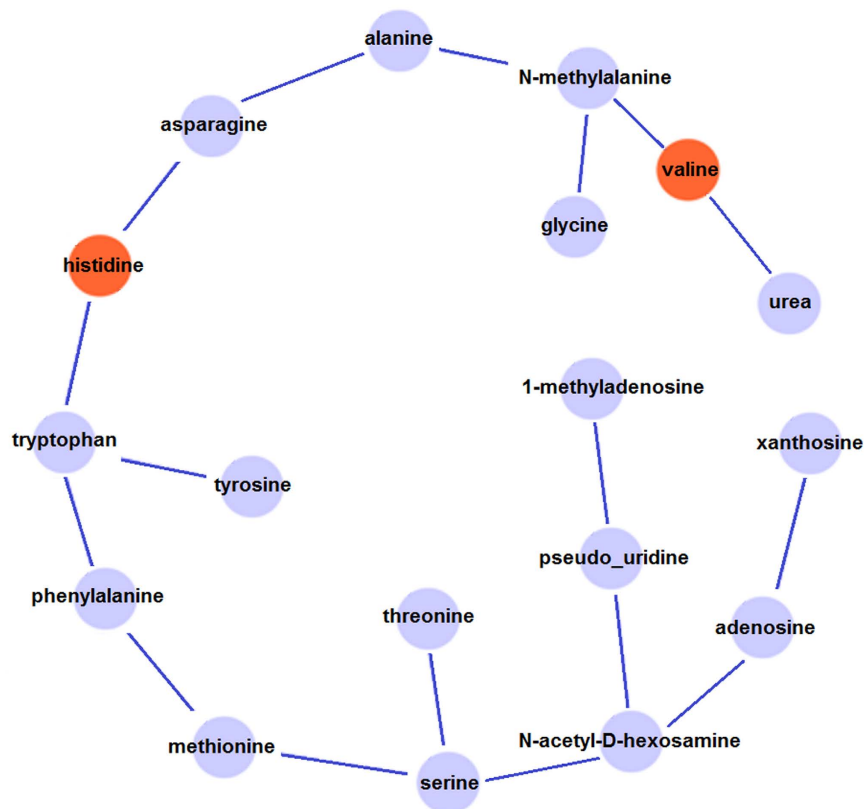 alanine
N-methylalanine
asparagine
valine
glycine
histidine
urea
1-methyladenosine
tryptophan
xanthosine
tyrosine
pseudo_uridine
phenylalanine
threonine
adenosine
N-acetyl-D-hexosamine
methionine
serine